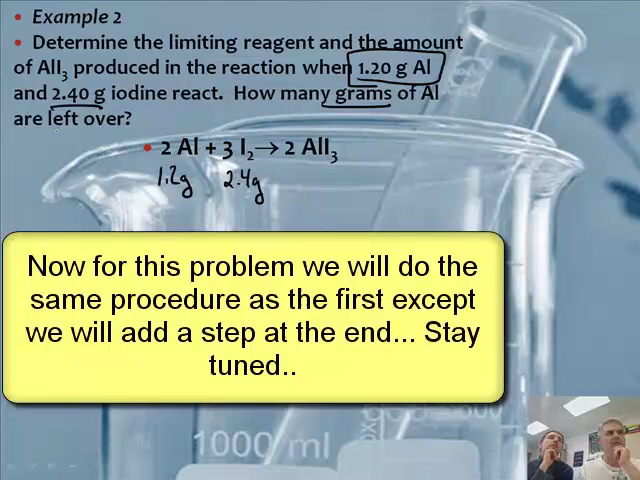 • Example 2
• Determine the limiting reagent and the amount
of AlI₃ produced in the reaction when 1.20 g Al
and 2.40 g iodine react. How many grams of Al
are left over?
• 2 Al + 3 I₂→ 2 AlI₃
1.2g 2.4g
Now for this problem we will do the
same procedure as the first except
we will add a step at the end... Stay
tuned..
1000 ml